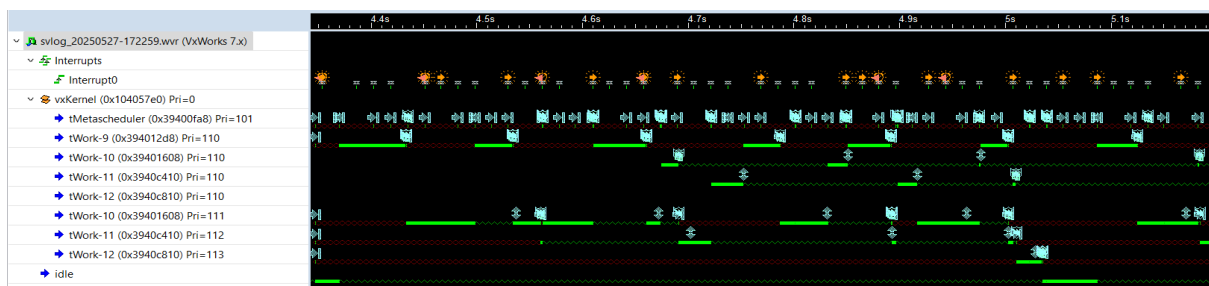 4.4s 4.5s 4.6s 4.7s 4.8s 4.9s 5s 5.1s
svlog_20250527-172259.wvr (VxWorks 7.x)
Interrupts
Interrupt0
vxKernel (0x104057e0) Pri=0
tMetascheduler (0x39400fa8) Pri=101
tWork-9 (0x394012d8) Pri=110
tWork-10 (0x39401608) Pri=110
tWork-11 (0x3940c410) Pri=110
tWork-12 (0x3940c810) Pri=110
tWork-10 (0x39401608) Pri=111
tWork-11 (0x3940c410) Pri=112
tWork-12 (0x3940c810) Pri=113
idle